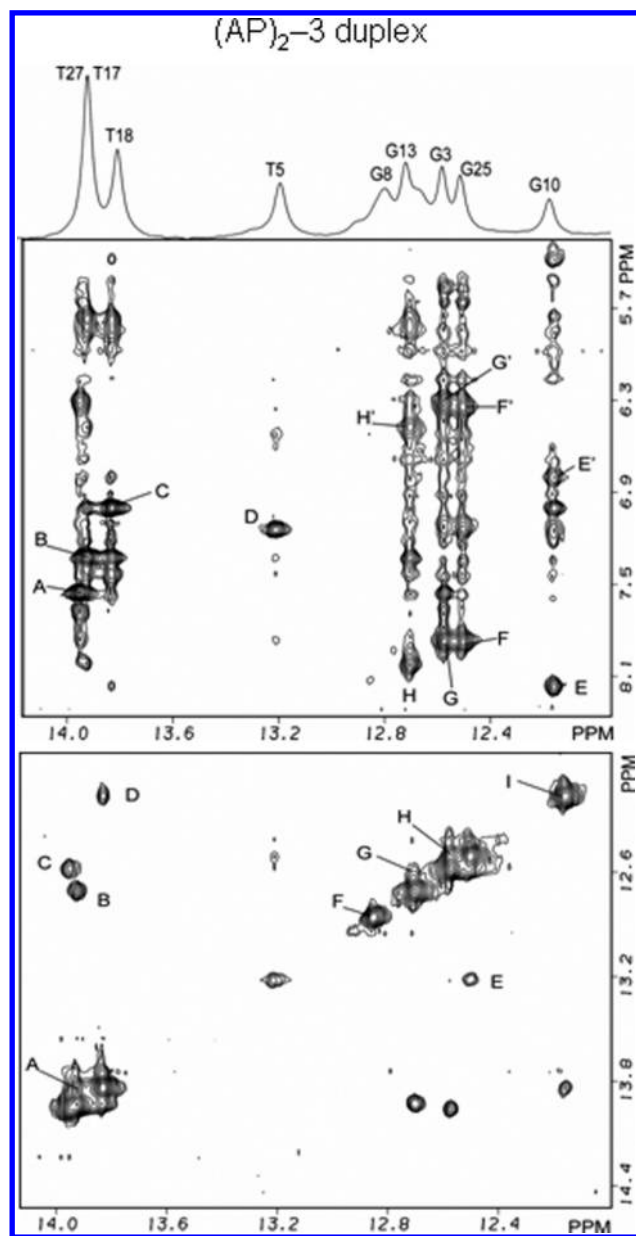 (AP)₂–3 duplex
T27 T17
T18
T5
G8
G13
G3
G25
G10
5.7 PPM
G'
6.3
F'
H'
E'
6.9
C
D
B
7.5
A
F
8.1
H
G
E
14.0 13.6 13.2 12.8 12.4 PPM
PPM
D
I
H
C
G
12.6
B
F
13.2
E
A
13.8
14.4
14.0 13.6 13.2 12.8 12.4 PPM